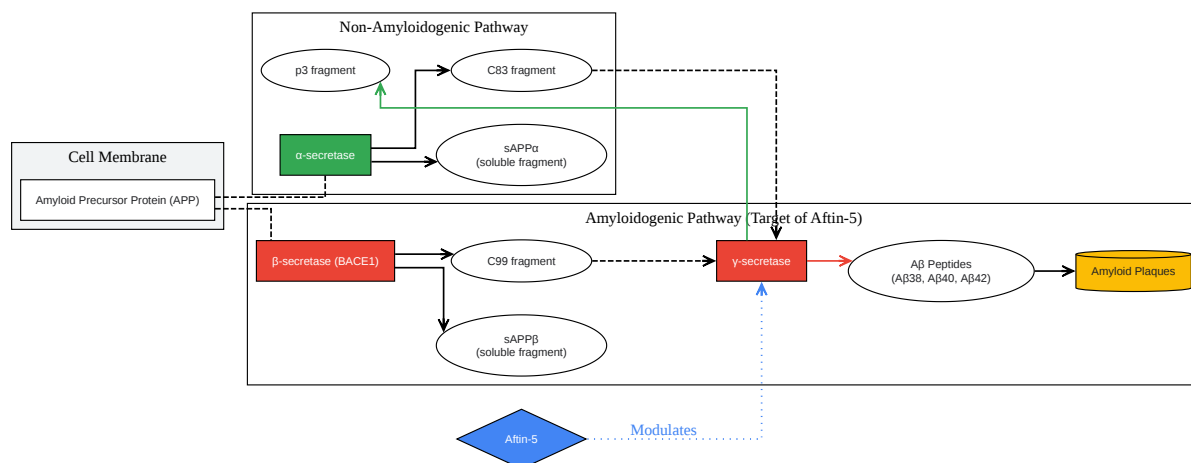 Non-Amyloidogenic Pathway
p3 fragment
C83 fragment
α-secretase
sAPPα
(soluble fragment)
Cell Membrane
Amyloid Precursor Protein (APP)
Amyloidogenic Pathway (Target of Aftin-5)
β-secretase (BACE1)
C99 fragment
γ-secretase
Aβ Peptides
(Aβ38, Aβ40, Aβ42)
Amyloid Plaques
sAPPβ
(soluble fragment)
Aftin-5
Modulates